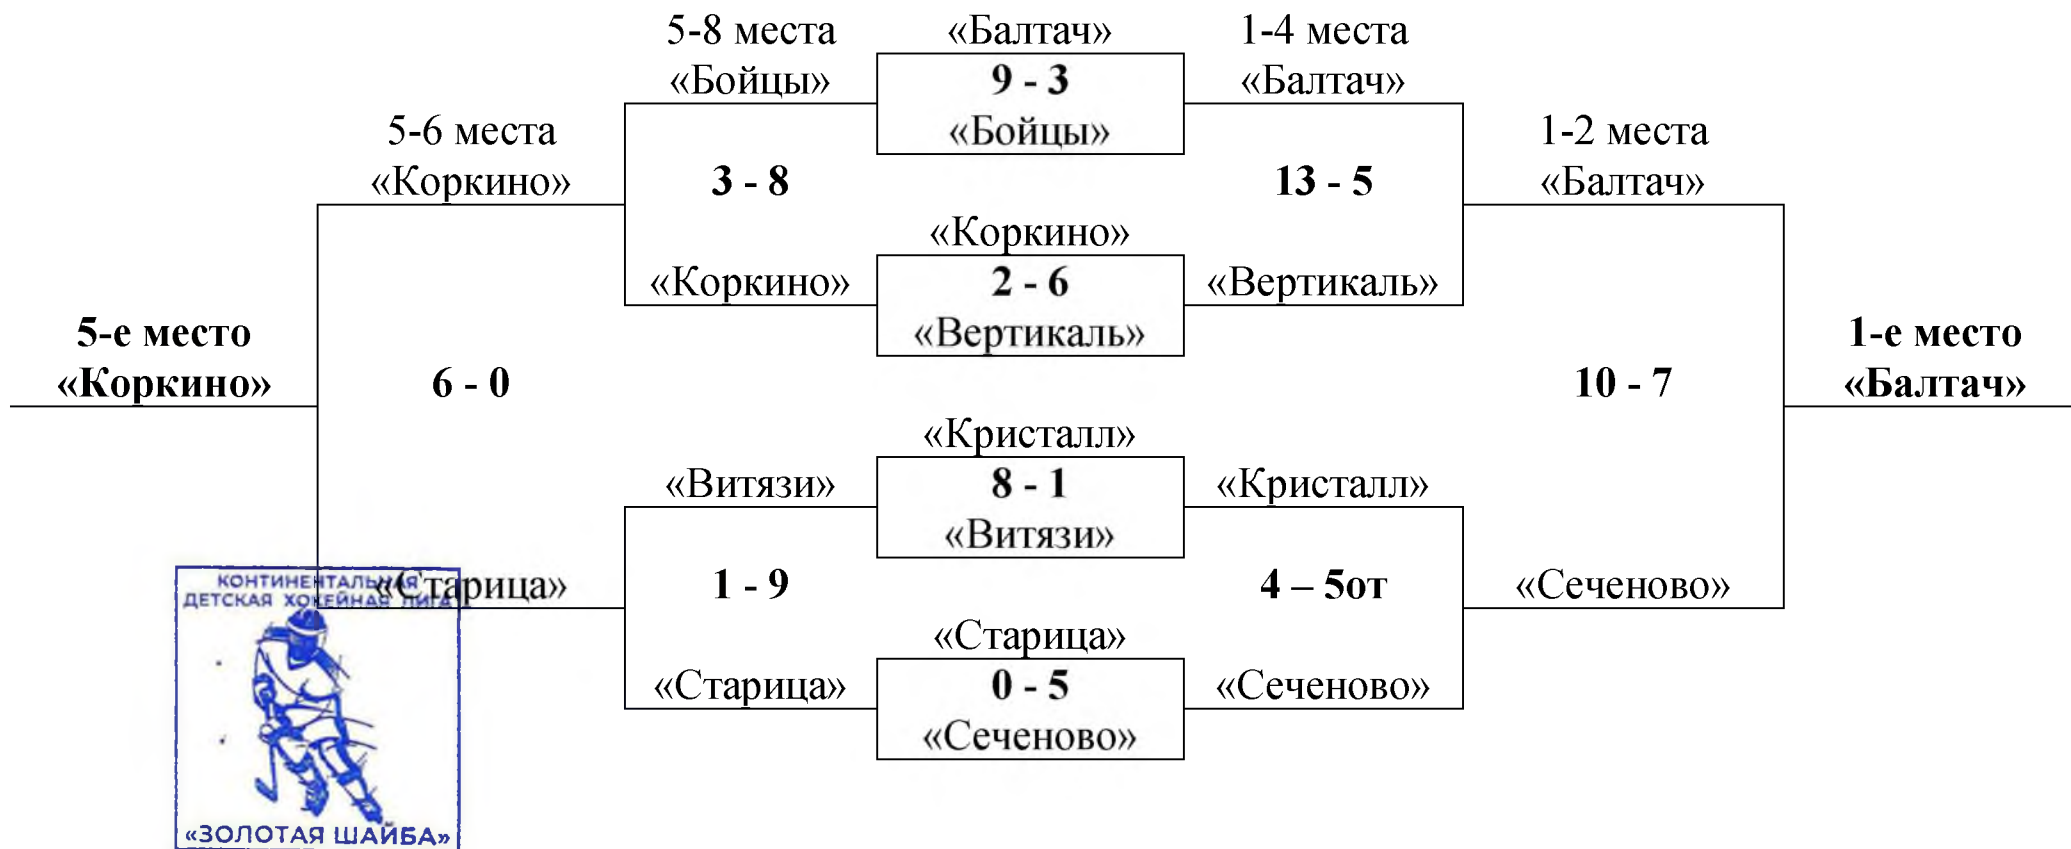 5-8 места
«Балтач»
1-4 места
«Бойцы»
9 - 3
«Балтач»
5-6 места
«Бойцы»
1-2 места
«Коркино»
3 - 8
13 - 5
«Балтач»
«Коркино»
«Коркино»
2 - 6
«Вертикаль»
5-е место
«Вертикаль»
1-е место
«Коркино»
6 - 0
10 - 7
«Балтач»
«Кристалл»
«Витязи»
8 - 1
«Кристалл»
«Витязи»
«Старица»
1 - 9
4 – 5от
«Сеченово»
«Старица»
«Старица»
0 - 5
«Сеченово»
«Сеченово»
КОНТИНЕНТАЛЬНАЯ
ДЕТСКАЯ ХОККЕЙНАЯ ЛИГА
«ЗОЛОТАЯ ШАЙБА»